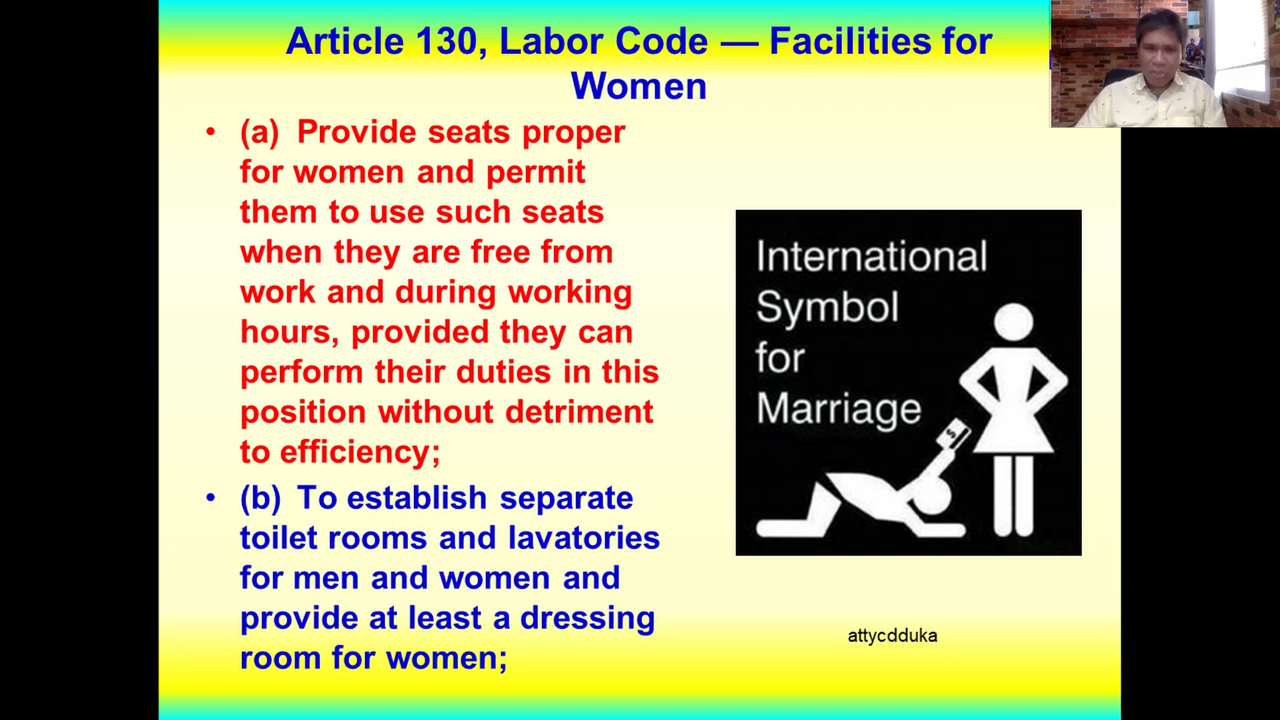 Article 130, Labor Code — Facilities for
Women
• (a) Provide seats proper
for women and permit
them to use such seats
when they are free from
work and during working
hours, provided they can
perform their duties in this
position without detriment
to efficiency;
• (b) To establish separate
toilet rooms and lavatories
for men and women and
provide at least a dressing
room for women;
International
Symbol
for
Marriage
$
attycdduka